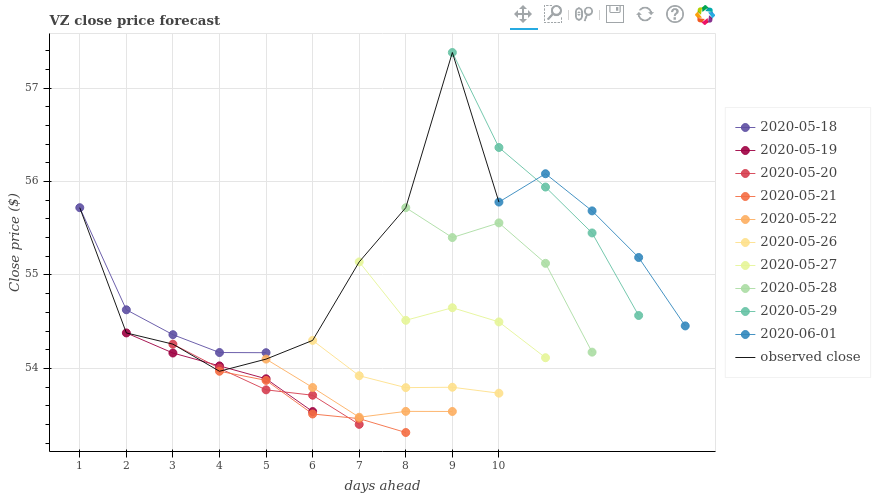 VZ close price forecast
57
56
55
54
Close price ($)
1 2 3 4 5 6 7 8 9 10
days ahead
2020-05-18
2020-05-19
2020-05-20
2020-05-21
2020-05-22
2020-05-26
2020-05-27
2020-05-28
2020-05-29
2020-06-01
observed close